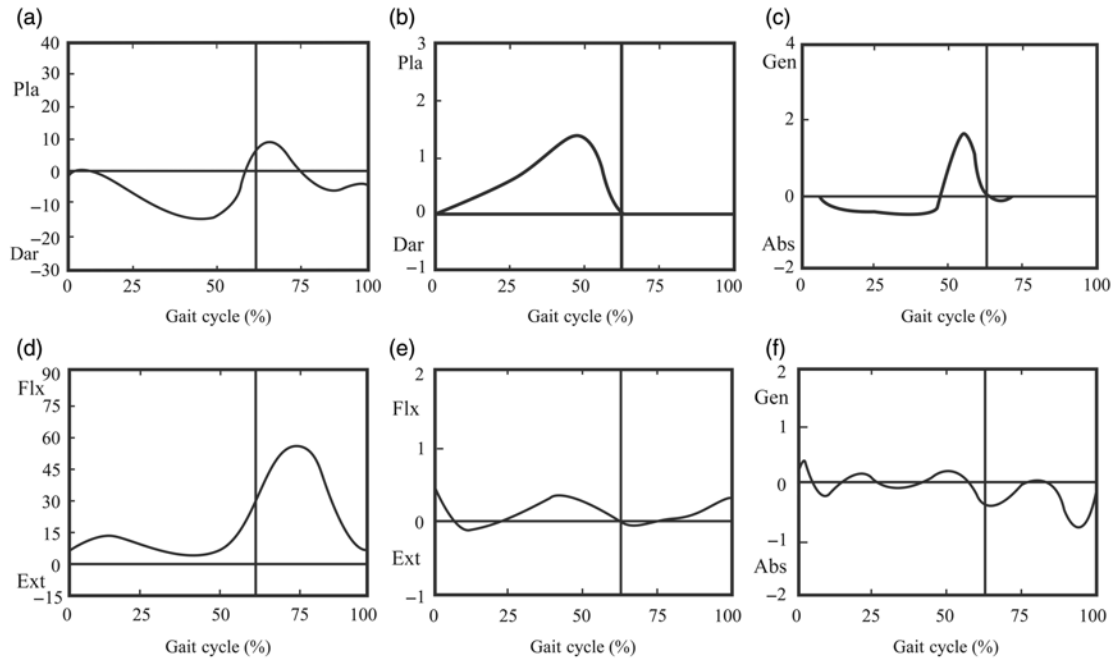 (a)
40
30
Pla
20
10
0
−10
−20
Dar
−30
0 25 50 75 100
Gait cycle (%)
(b)
3
Pla
2
1
0
Dar
−1
0 25 50 75 100
Gait cycle (%)
(c)
4
Gen
2
0
Abs
−2
0 25 50 75 100
Gait cycle (%)
(d)
90
Flx
75
60
45
30
15
0
Ext
−15
0 25 50 75 100
Gait cycle (%)
(e)
2
Flx
1
0
Ext
−1
0 25 50 75 100
Gait cycle (%)
(f)
2
Gen
1
0
−1
Abs
−2
0 25 50 75 100
Gait cycle (%)